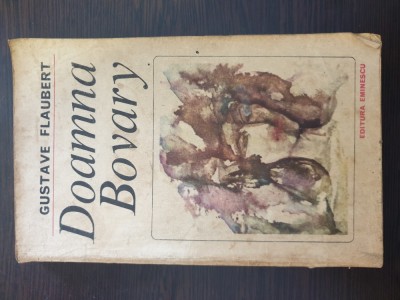 GUSTAVE FLAUBERT
Doamna
Bovary
EDITURA EMINESCU